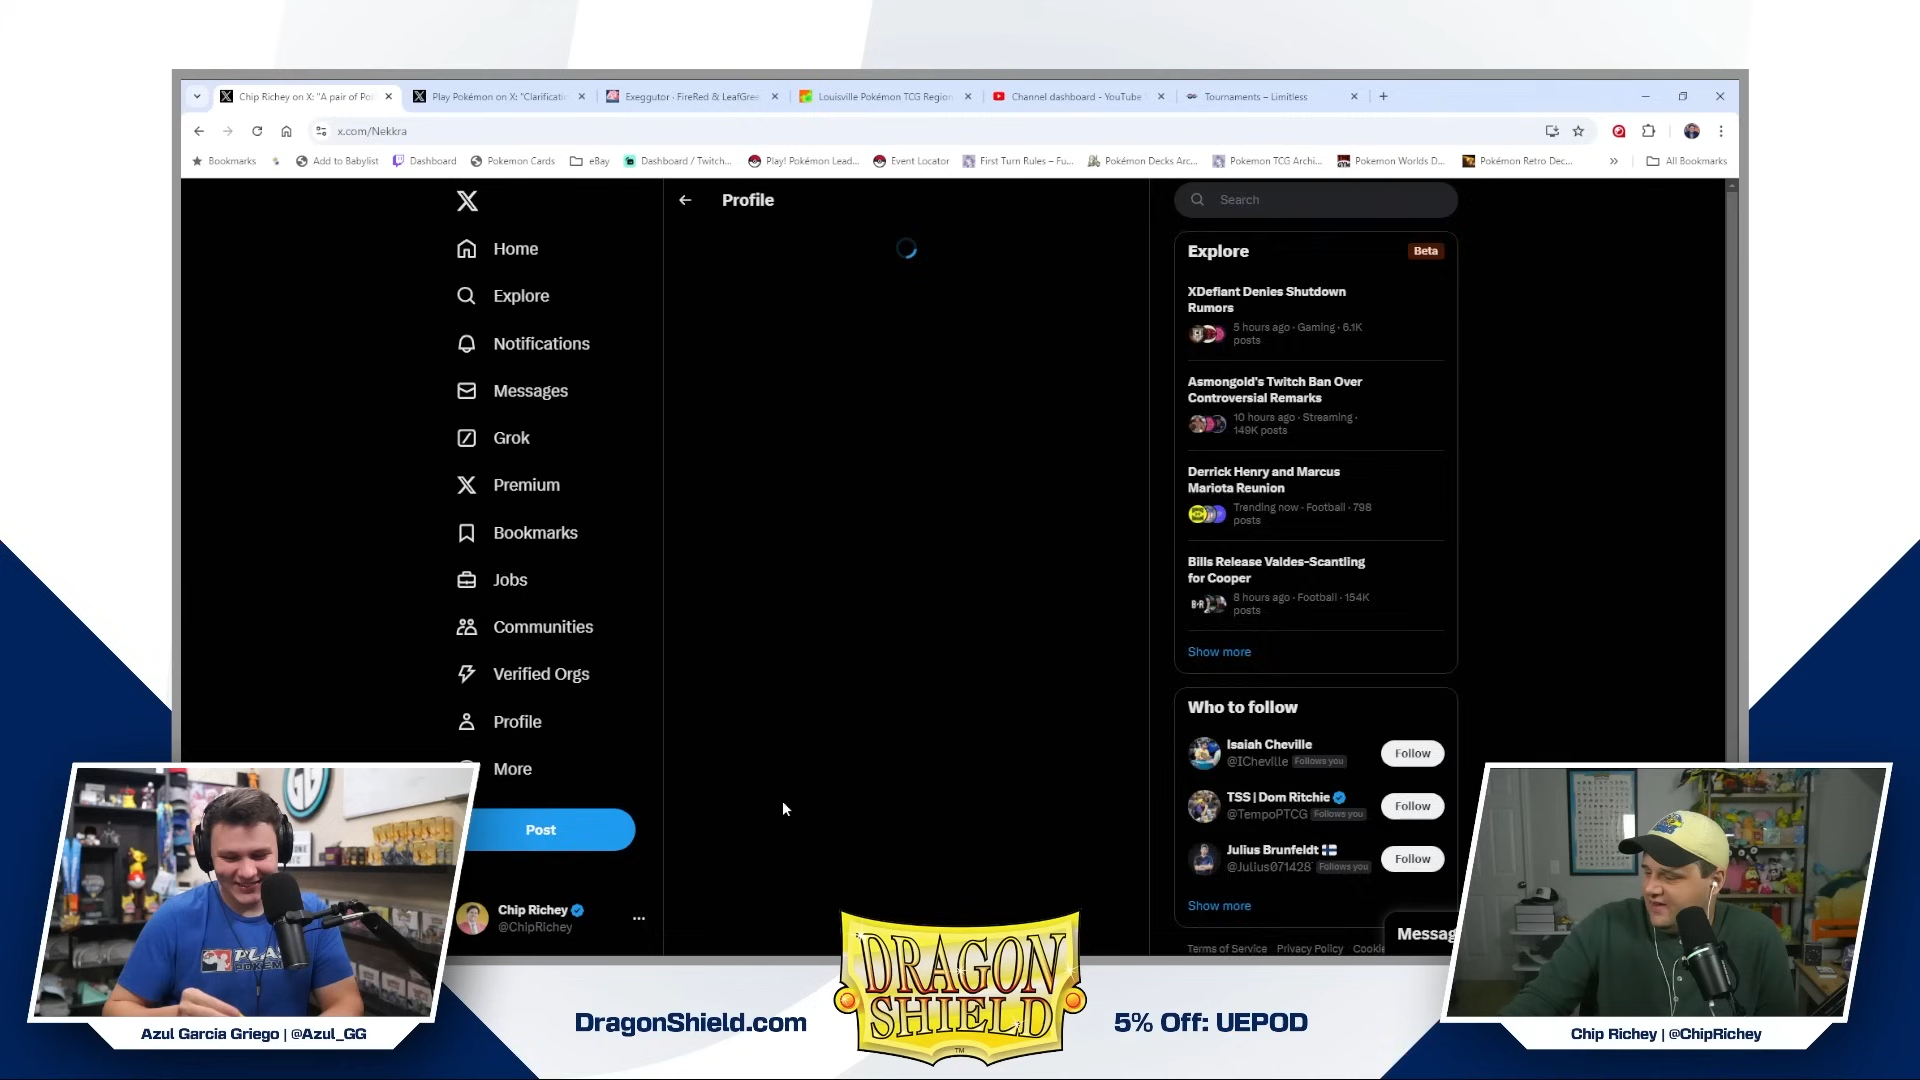 Chip Richey on X: "A pair of Po
Play Pokémon on X: "Clarificati
Exeggutor · FireRed & LeafGree
Louisville Pokémon TCG Region
Channel dashboard - YouTube
Tournaments – Limitless
x.com/Nekkra
Bookmarks
Add to Babylist
Dashboard
Pokemon Cards
eBay
Dashboard / Twitch...
Play! Pokémon Lead...
Event Locator
First Turn Rules – Fu...
Pokémon Decks Arc...
Pokemon TCG Archi...
Pokemon Worlds D...
Pokémon Retro Dec...
All Bookmarks
Home
Explore
Notifications
Messages
Grok
Premium
Bookmarks
Jobs
Communities
Verified Orgs
Profile
More
Post
Chip Richey
@ChipRichey
Profile
Search
Explore
Beta
XDefiant Denies Shutdown
Rumors
5 hours ago · Gaming · 6.1K
posts
Asmongold's Twitch Ban Over
Controversial Remarks
10 hours ago · Streaming ·
149K posts
Derrick Henry and Marcus
Mariota Reunion
Trending now · Football · 798
posts
Bills Release Valdes-Scantling
for Cooper
8 hours ago · Football · 154K
posts
Show more
Who to follow
Isaiah Cheville
@ICheville Follows you
Follow
TSS | Dom Ritchie
@TempoPTCG Follows you
Follow
Julius Brunfeldt
@Julius071428 Follows you
Follow
Show more
Terms of Service Privacy Policy Cookie
Messag
PLA
POKÉM
Azul Garcia Griego | @Azul_GG
DragonShield.com
DRAGON
SHIELD
TM
5% Off: UEPOD
Chip Richey | @ChipRichey